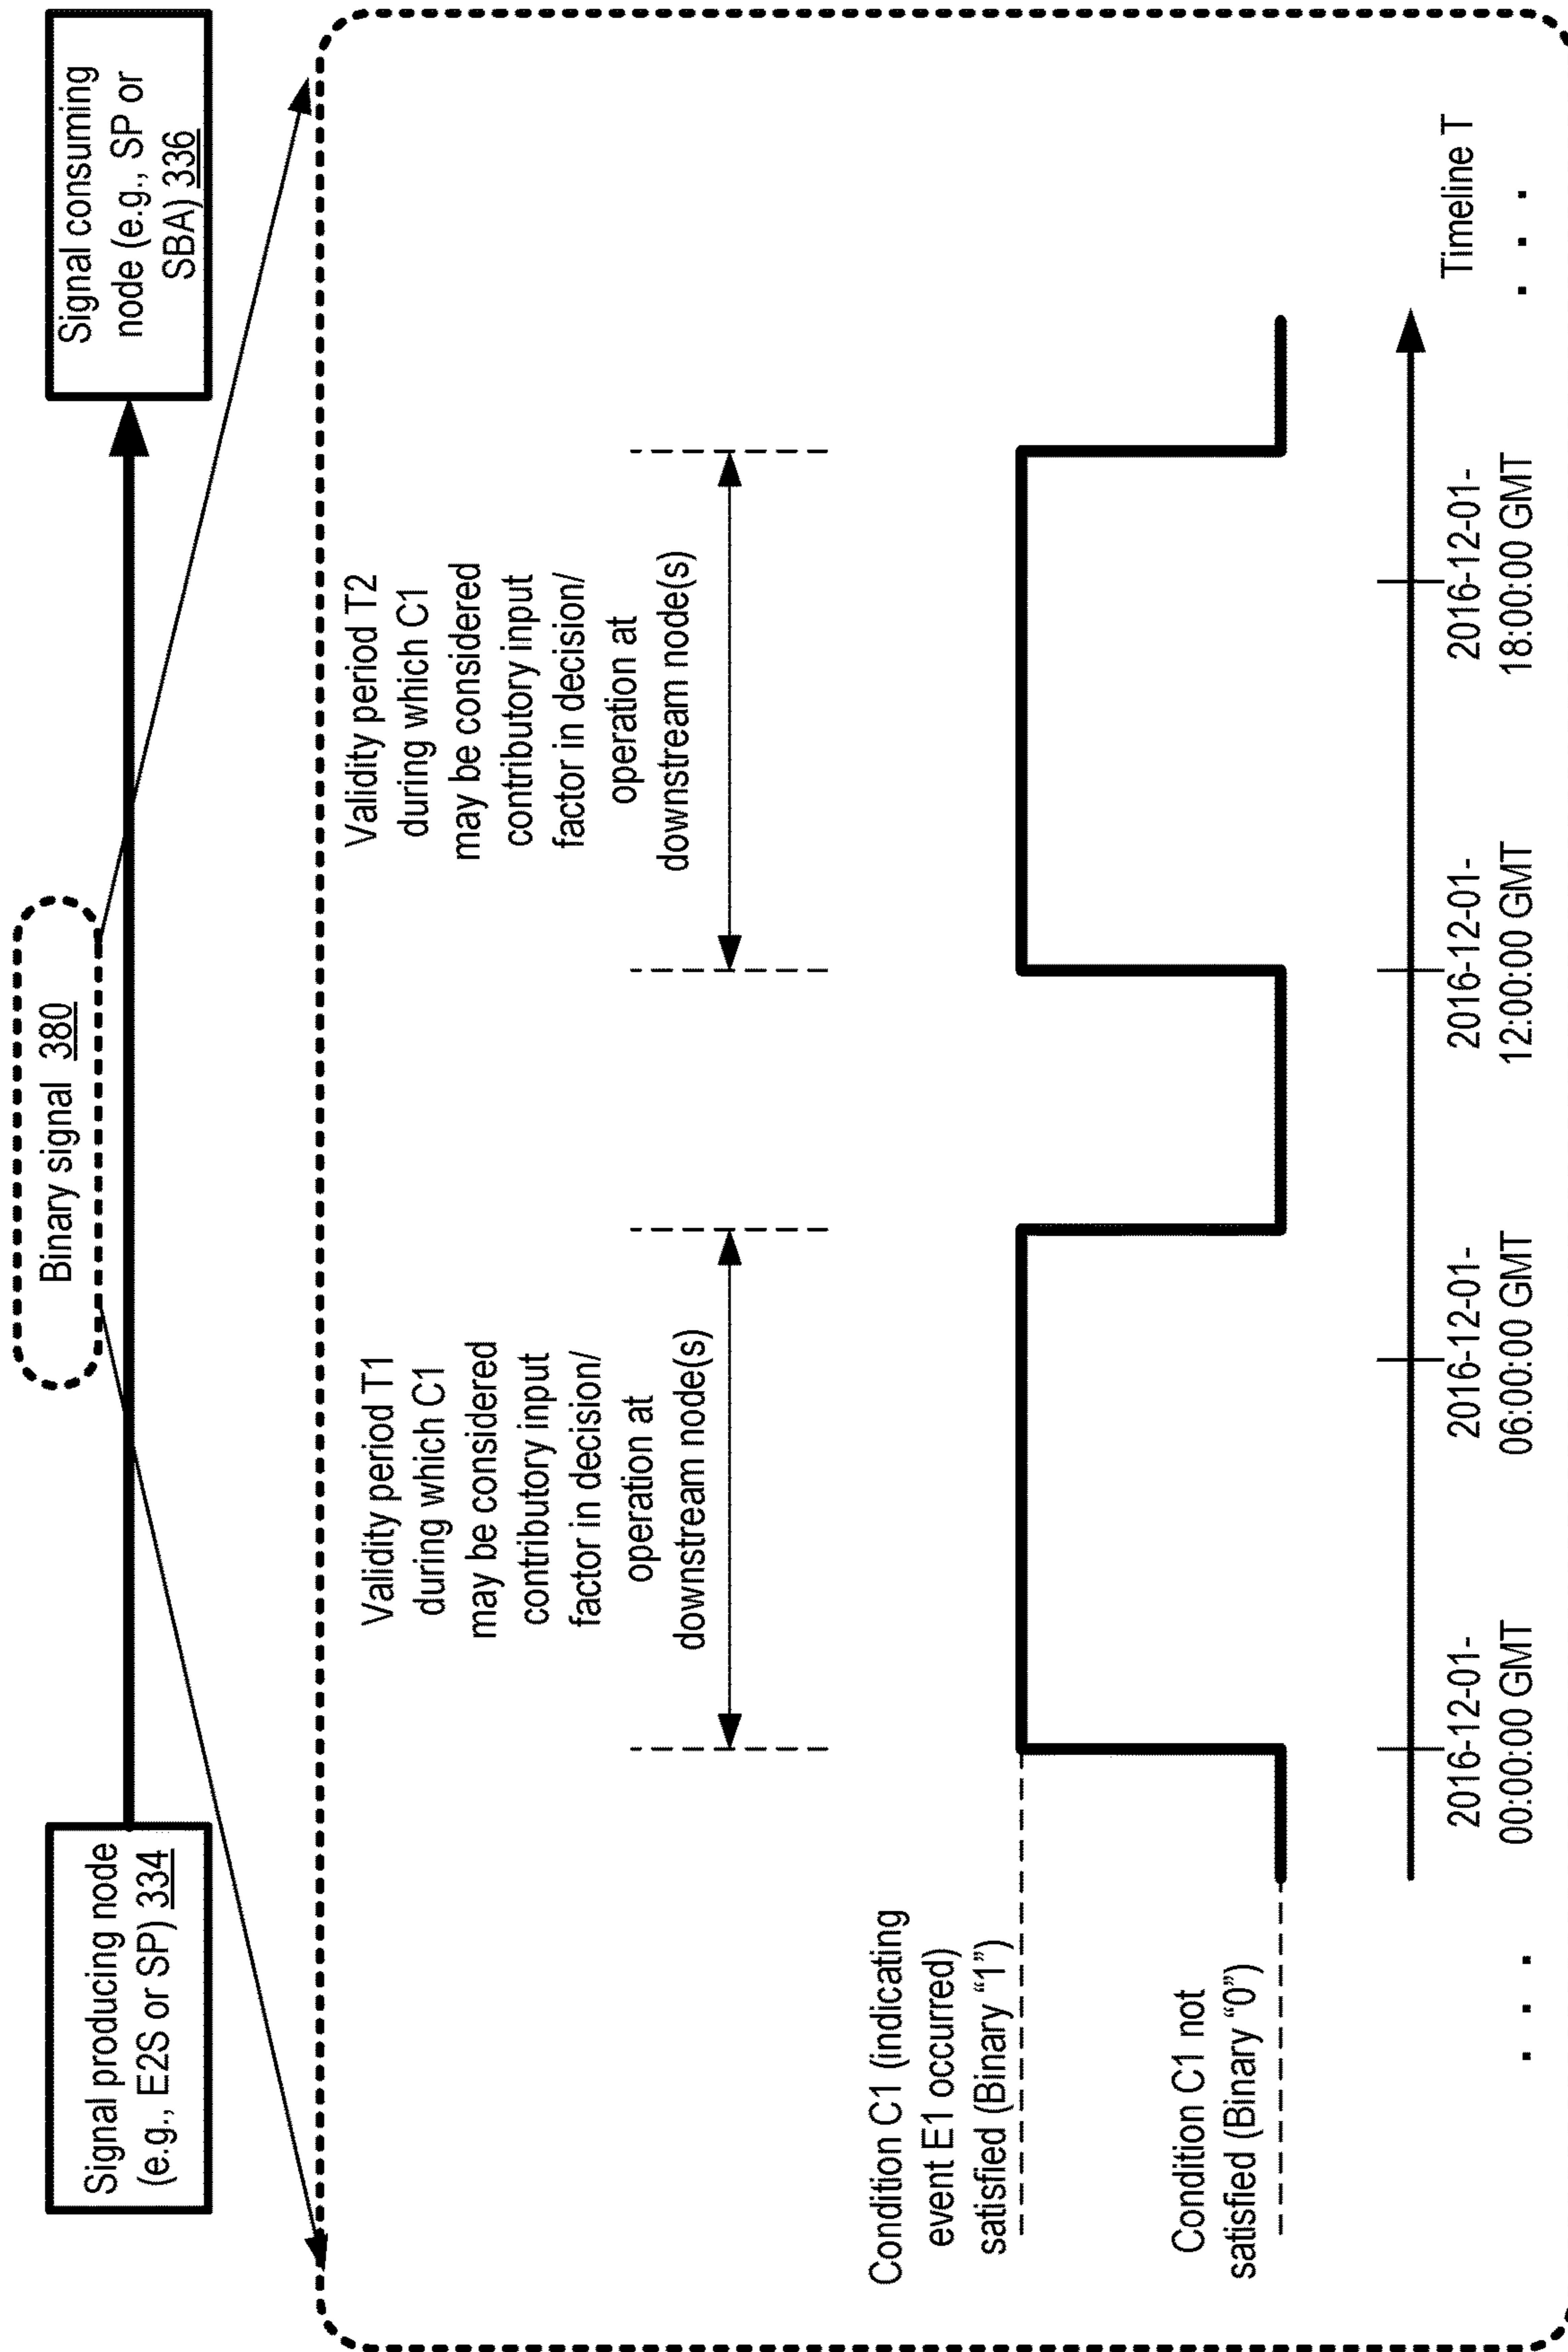 Binary signal 380
Signal producing node
(e.g., E2S or SP) 334
Signal consuming
node (e.g., SP or
SBA) 336
Validity period T1
during which C1
may be considered
contributory input
factor in decision/
operation at
downstream node(s)
Validity period T2
during which C1
may be considered
contributory input
factor in decision/
operation at
downstream node(s)
Condition C1 (indicating
event E1 occurred)
satisfied (Binary “1”)
Condition C1 not
satisfied (Binary “0”)
Timeline T
2016-12-01-
00:00:00 GMT
2016-12-01-
06:00:00 GMT
2016-12-01-
12:00:00 GMT
2016-12-01-
18:00:00 GMT
. . .
. . .